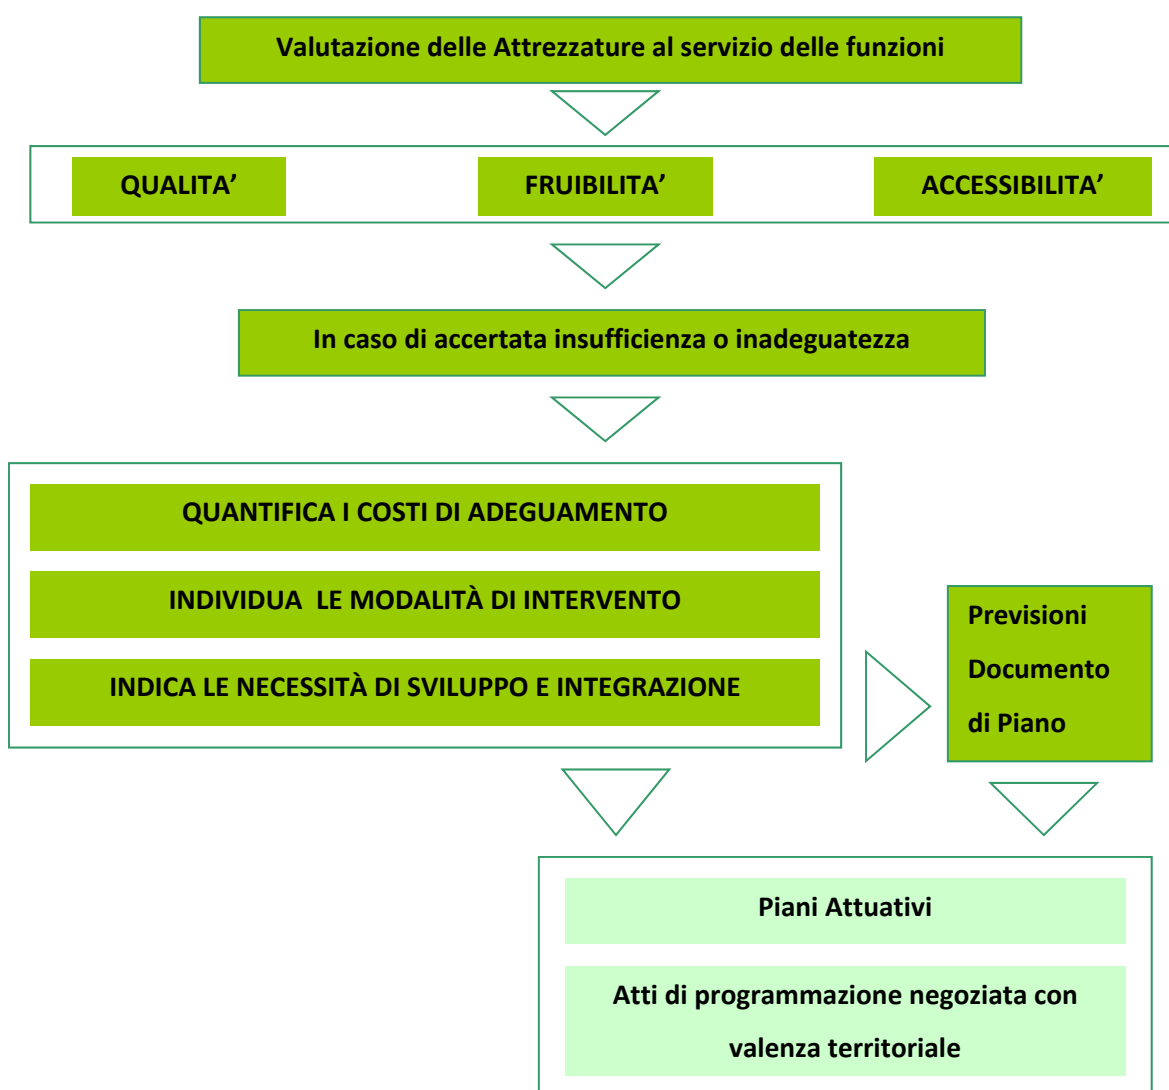 Valutazione delle Attrezzature al servizio delle funzioni
QUALITA’
FRUIBILITA’
ACCESSIBILITA’
In caso di accertata insufficienza o inadeguatezza
QUANTIFICA I COSTI DI ADEGUAMENTO
INDIVIDUA  LE MODALITÀ DI INTERVENTO
INDICA LE NECESSITÀ DI SVILUPPO E INTEGRAZIONE
Previsioni
Documento
di Piano
Piani Attuativi
Atti di programmazione negoziata con
valenza territoriale